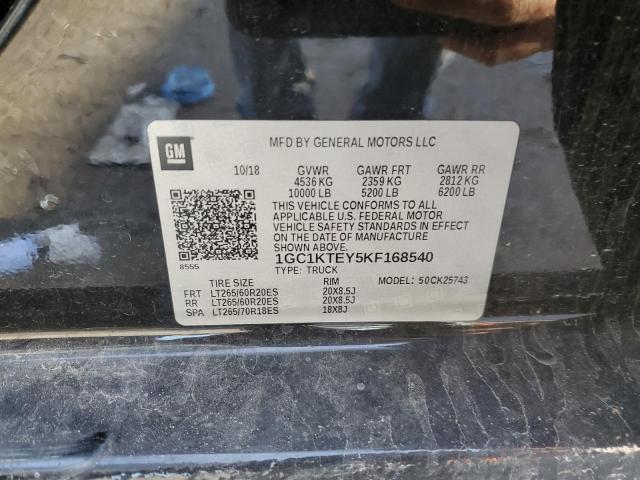 GM
MFD BY GENERAL MOTORS LLC
10/18 GVWR GAWR FRT GAWR RR
4536 KG 2359 KG 2812 KG
10000 LB 5200 LB 6200 LB
THIS VEHICLE CONFORMS TO ALL
APPLICABLE U.S. FEDERAL MOTOR
VEHICLE SAFETY STANDARDS IN EFFECT
ON THE DATE OF MANUFACTURE
SHOWN ABOVE.
8555 1GC1KTEY5KF168540
TYPE: TRUCK
TIRE SIZE RIM MODEL: 50CK25743
FRT LT265/60R20ES 20X8.5J
RR LT265/60R20ES 20X8.5J
SPA LT265/70R18ES 18X8J